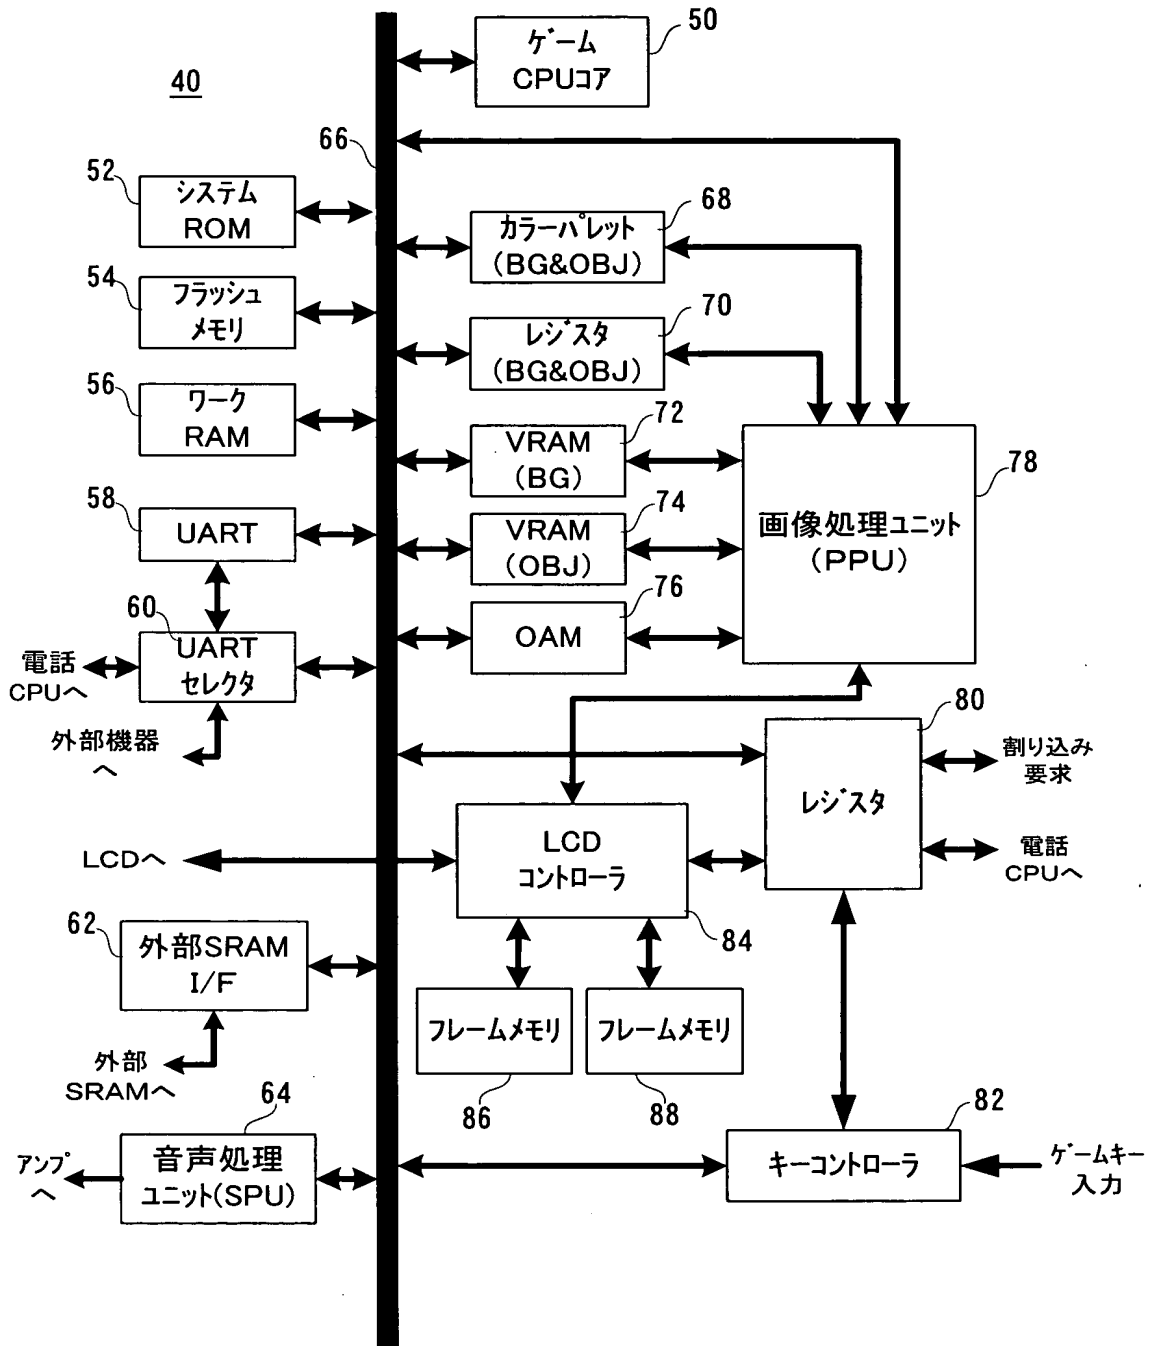 50
ゲーム
CPUコア
40
66
52
システム
ROM
68
カラーパレット
(BG&OBJ)
54
フラッシュ
メモリ
70
レジスタ
(BG&OBJ)
56
ワーク
RAM
72
VRAM
(BG)
78
画像処理ユニット
(PPU)
58
UART
74
VRAM
(OBJ)
76
OAM
60
UART
セレクタ
電話
CPUへ
外部機器
へ
80
レジスタ
割り込み
要求
電話
CPUへ
LCDへ
LCD
コントローラ
84
62
外部SRAM
I/F
フレームメモリ
フレームメモリ
86
88
外部
SRAMへ
64
音声処理
ユニット(SPU)
アンプ
へ
82
キーコントローラ
ゲームキー
入力